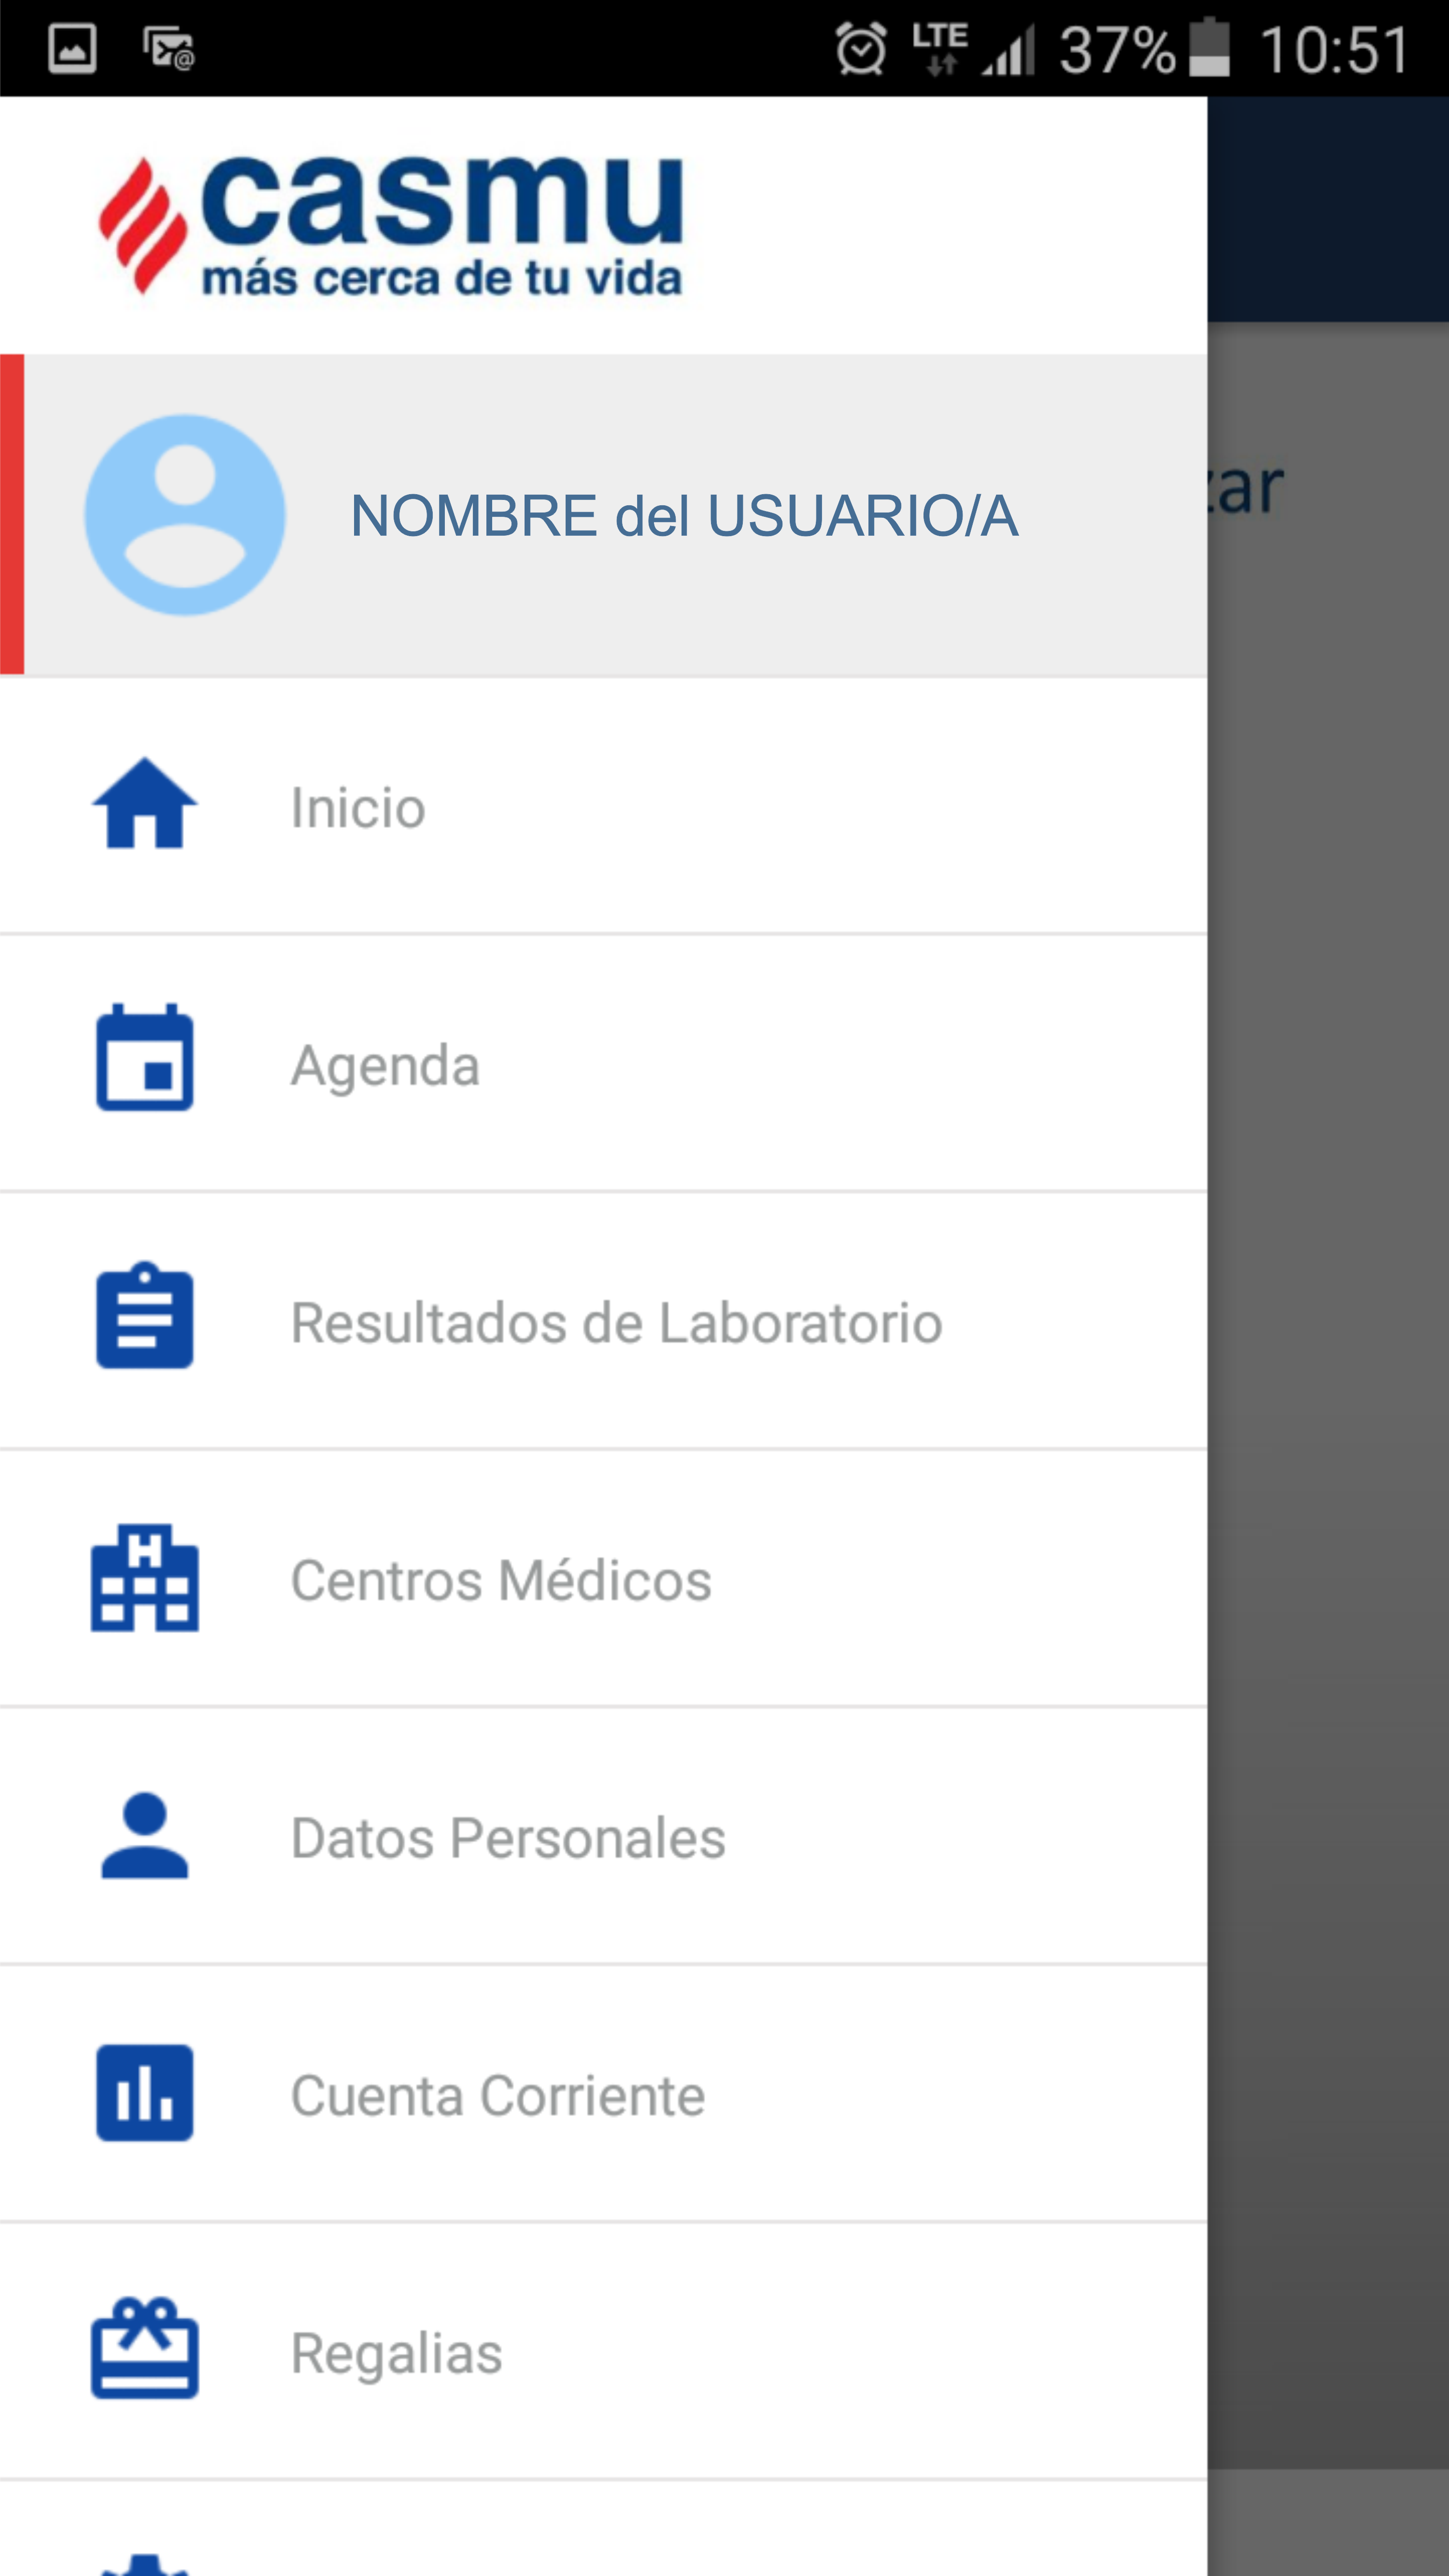 LTE 37% 10:51
casmu
más cerca de tu vida
NOMBRE del USUARIO/A
zar
Inicio
Agenda
Resultados de Laboratorio
H
Centros Médicos
Datos Personales
Cuenta Corriente
Regalias